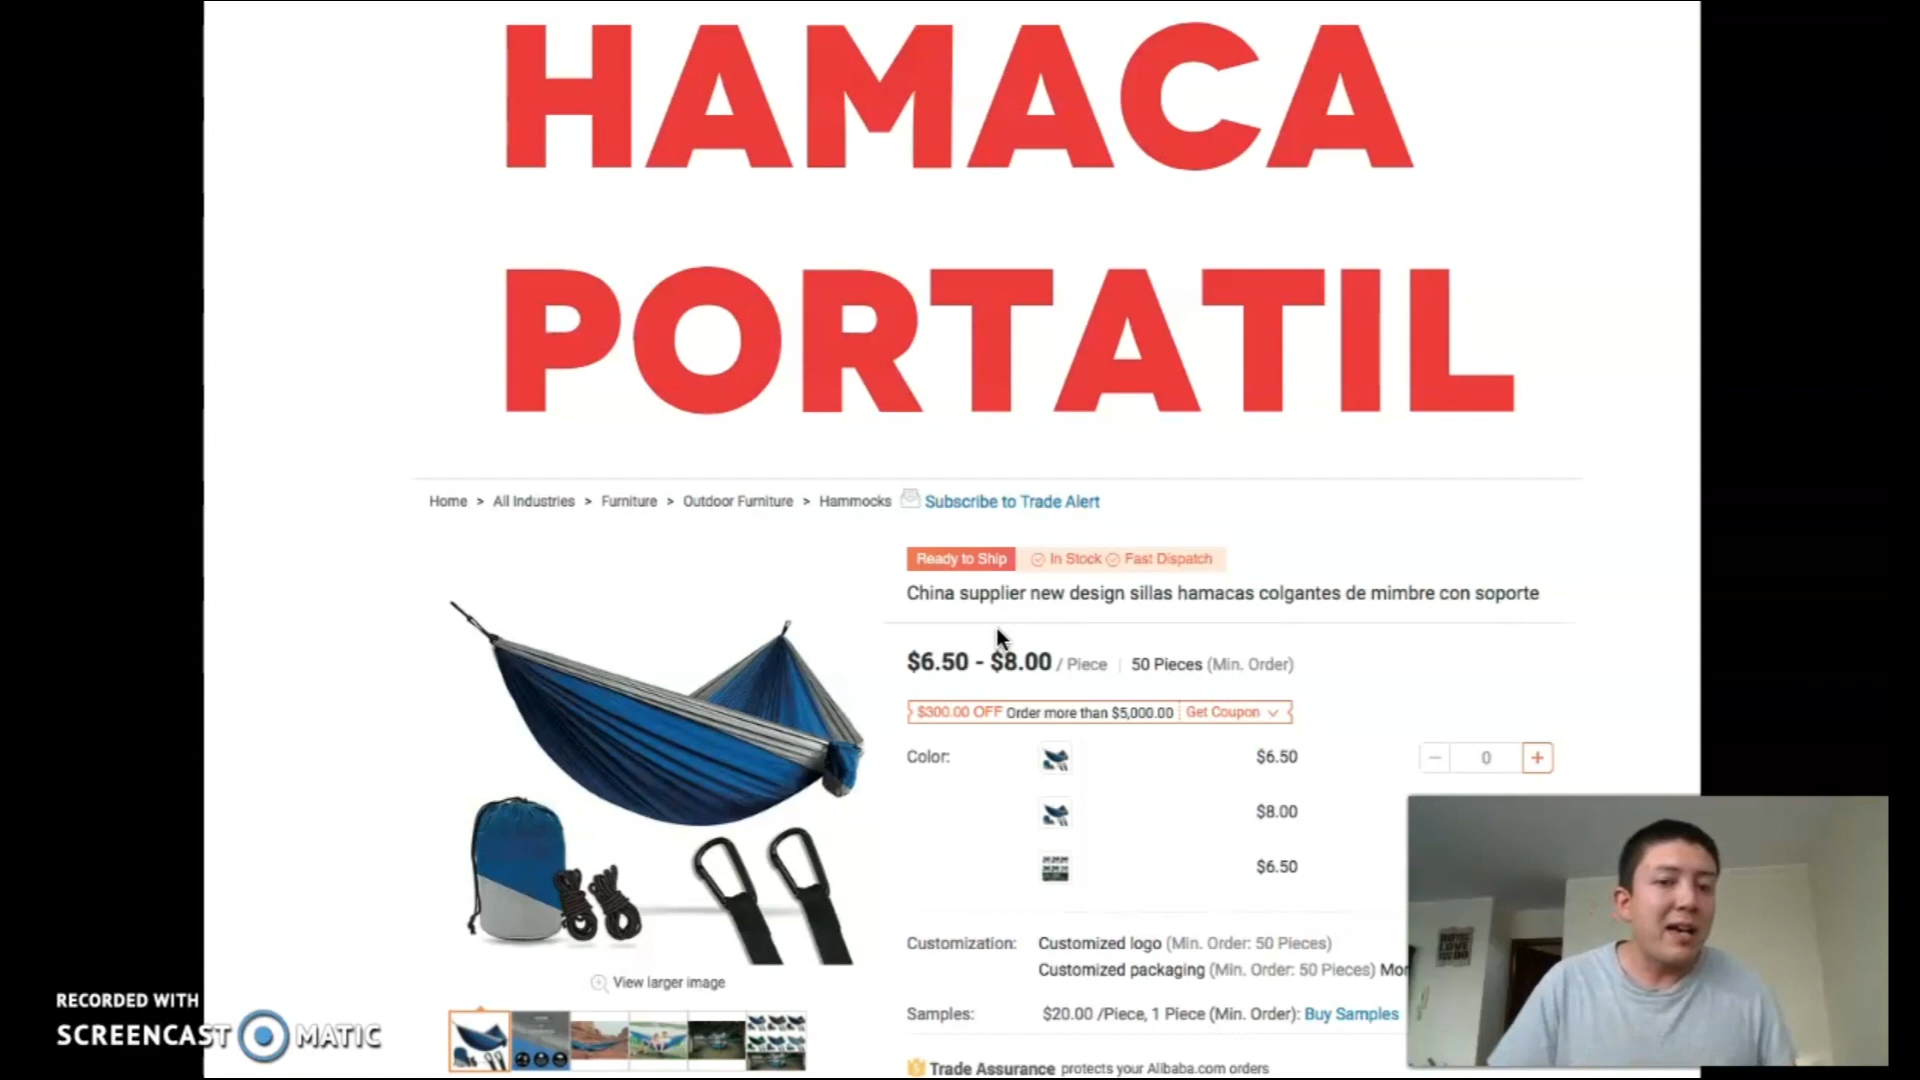 HAMACA
PORTATIL
Home > All Industries > Furniture > Outdoor Furniture > Hammocks Subscribe to Trade Alert
Ready to Ship In Stock Fast Dispatch
China supplier new design sillas hamacas colgantes de mimbre con soporte
$6.50 - $8.00 / Piece | 50 Pieces (Min. Order)
$300.00 OFF Order more than $5,000.00 Get Coupon
Color: $6.50 0
$8.00
$6.50
Customization: Customized logo (Min. Order: 50 Pieces)
Customized packaging (Min. Order: 50 Pieces) Mor
Samples: $20.00 /Piece, 1 Piece (Min. Order): Buy Samples
View larger image
Trade Assurance protects your Alibaba.com orders
RECORDED WITH
SCREENCAST MATIC